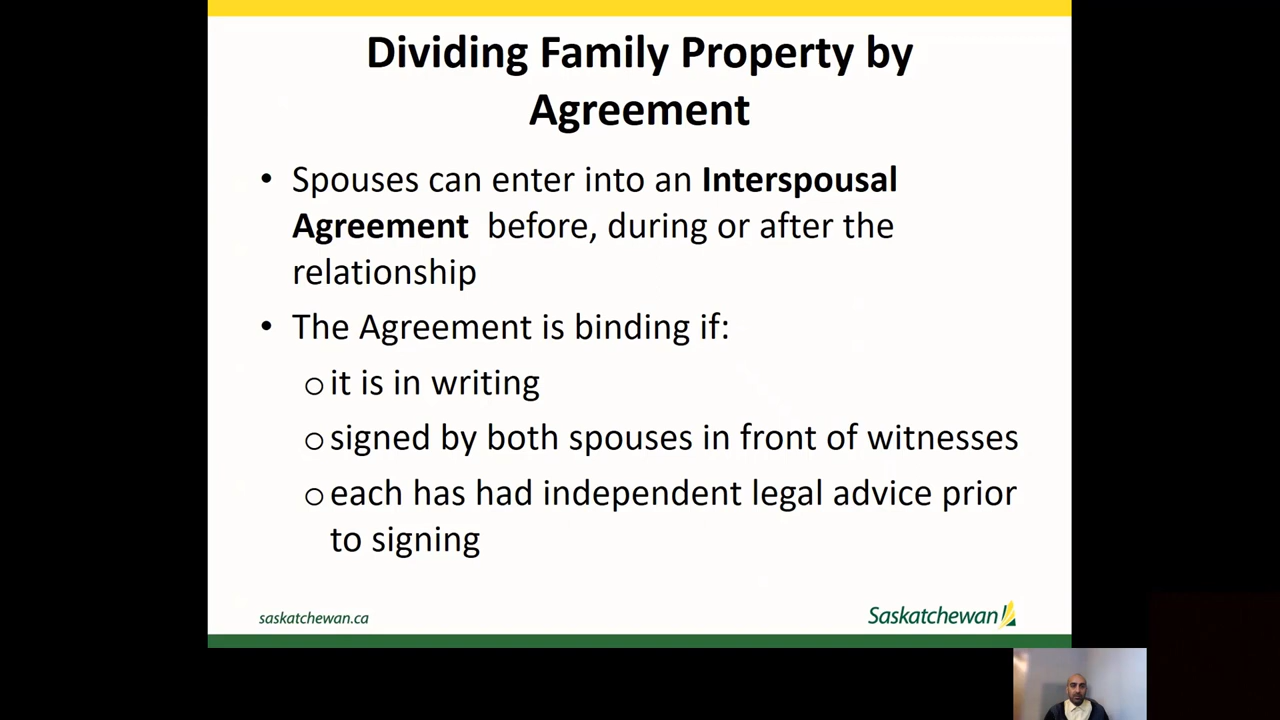 Dividing Family Property by
Agreement
• Spouses can enter into an Interspousal
Agreement before, during or after the
relationship
• The Agreement is binding if:
o it is in writing
o signed by both spouses in front of witnesses
o each has had independent legal advice prior
to signing
saskatchewan.ca
Saskatchewan